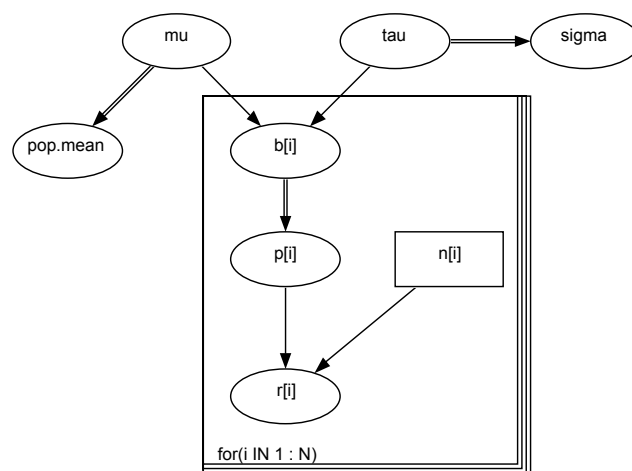 mu
tau
sigma
pop.mean
b[i]
p[i]
n[i]
r[i]
for(i IN 1 : N)